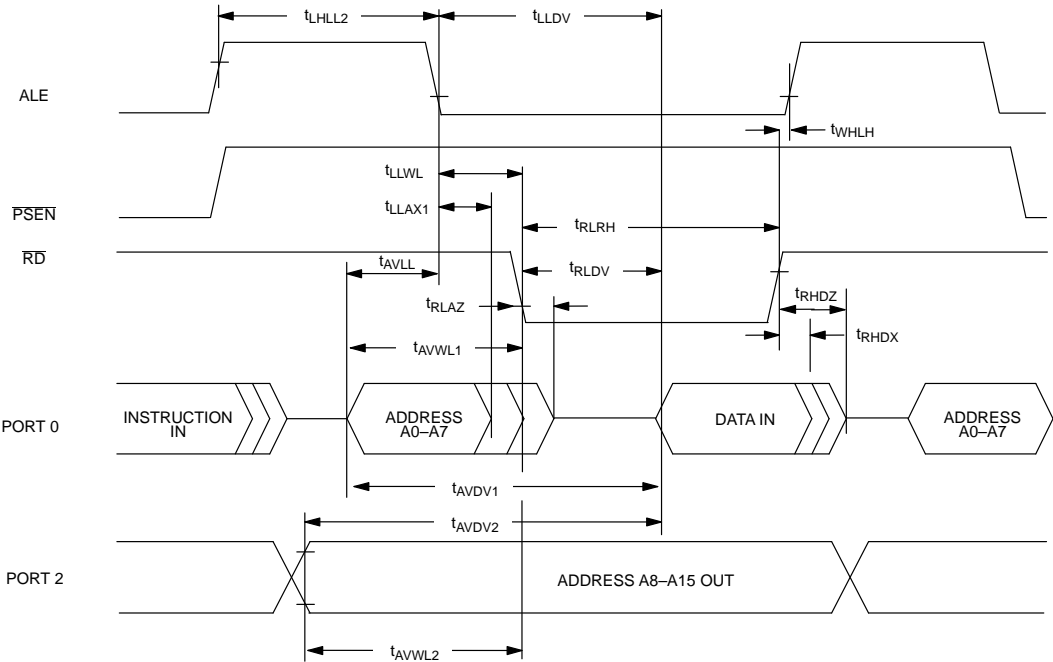 tLHLL2
tLLDV
ALE
tWHLH
tLLWL
PSEN
tLLAX1
tRLRH
RD
tAVLL
tRLDV
tRLAZ
tRHDZ
tRHDX
tAVWL1
PORT 0
INSTRUCTION
IN
ADDRESS
A0–A7
DATA IN
ADDRESS
A0–A7
tAVDV1
tAVDV2
PORT 2
ADDRESS A8–A15 OUT
tAVWL2